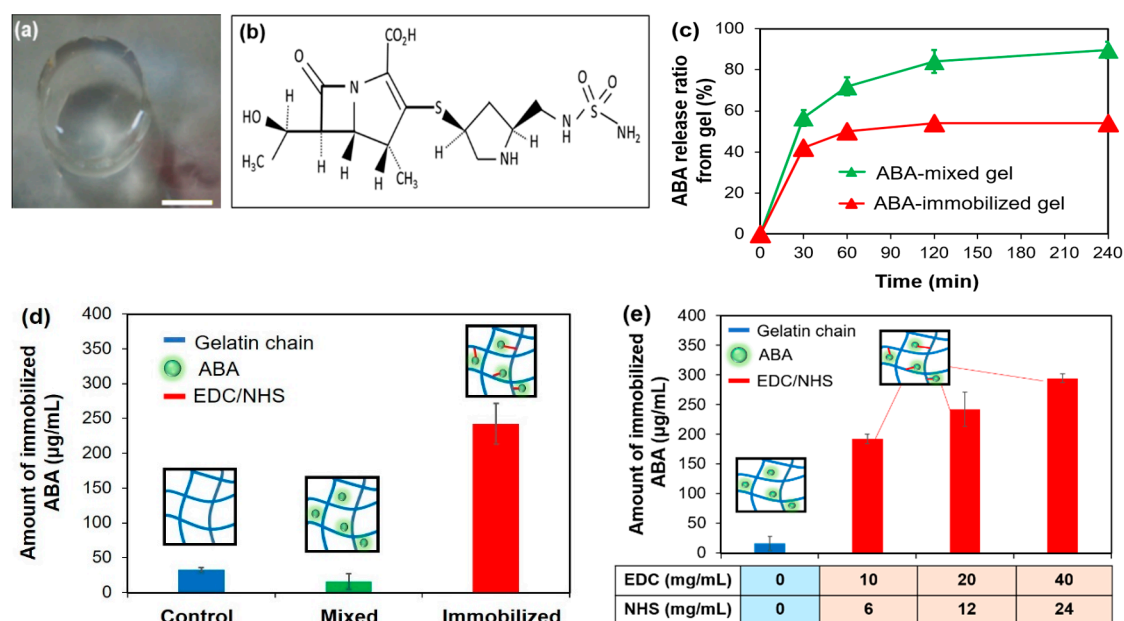 (a)
(b)
CO₂H
O
N
H
HO
H₃C
H
H
H
CH₃
S
H
NH
H
N
H
O
O
S
NH₂
(c)
ABA release ratio
from gel (%)
100
80
60
40
20
0
ABA-mixed gel
ABA-immobilized gel
0 30 60 90 120 150 180 210 240
Time (min)
(d)
Amount of immobilized
ABA (µg/mL)
400
350
300
250
200
150
100
50
0
Gelatin chain
ABA
EDC/NHS
Control Mixed Immobilized
(e)
Amount of immobilized
ABA (µg/mL)
400
350
300
250
200
150
100
50
0
Gelatin chain
ABA
EDC/NHS
EDC (mg/mL) 0 10 20 40
NHS (mg/mL) 0 6 12 24